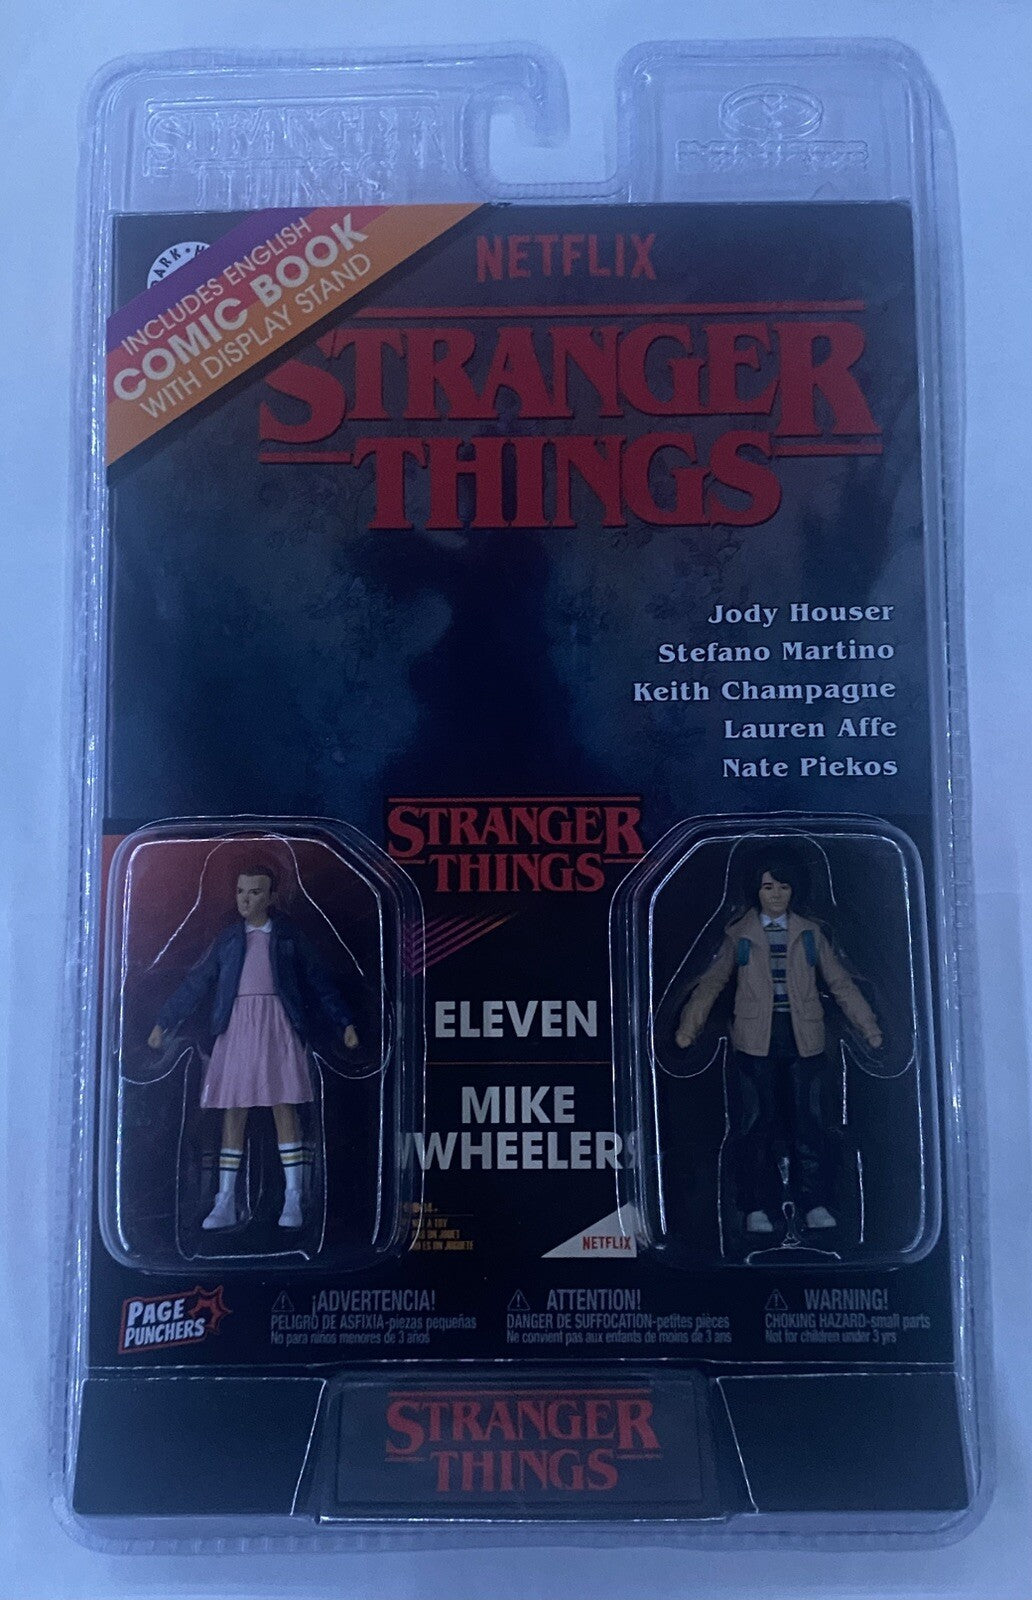 STRANGER
THINGS
INCLUDES ENGLISH
COMIC BOOK
WITH DISPLAY STAND
NETFLIX
STRANGER
THINGS
Jody Houser
Stefano Martino
Keith Champagne
Lauren Affe
Nate Piekos
STRANGER
THINGS
ELEVEN
MIKE
WHEELER
NETFLIX
PAGE
PUNCHERS
¡ADVERTENCIA!
PELIGRO DE ASFIXIA-piezas pequeñas
No para niños menores de 3 años
ATTENTION!
DANGER DE SUFFOCATION-petites pièces
Ne convient pas aux enfants de moins de 3 ans
WARNING!
CHOKING HAZARD-small parts
Not for children under 3 yrs
STRANGER
THINGS